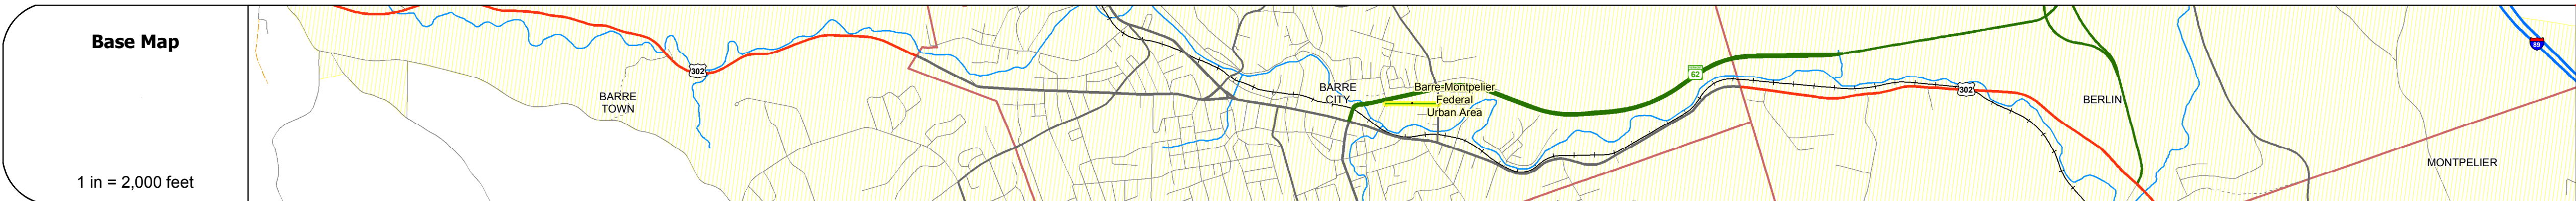 Base Map
1 in = 2,000 feet
302
BARRE
TOWN
BARRE
CITY
Barre-Montpelier
Federal
Urban Area
62
302
BERLIN
89
MONTPELIER